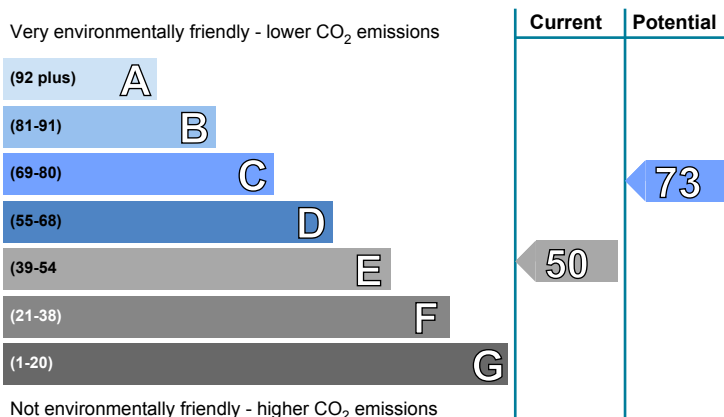 Current Potential
Very environmentally friendly - lower CO2 emissions
(92 plus) A
(81-91) B
(69-80) C
73
(55-68) D
(39-54 E
50
(21-38) F
(1-20) G
Not environmentally friendly - higher CO2 emissions